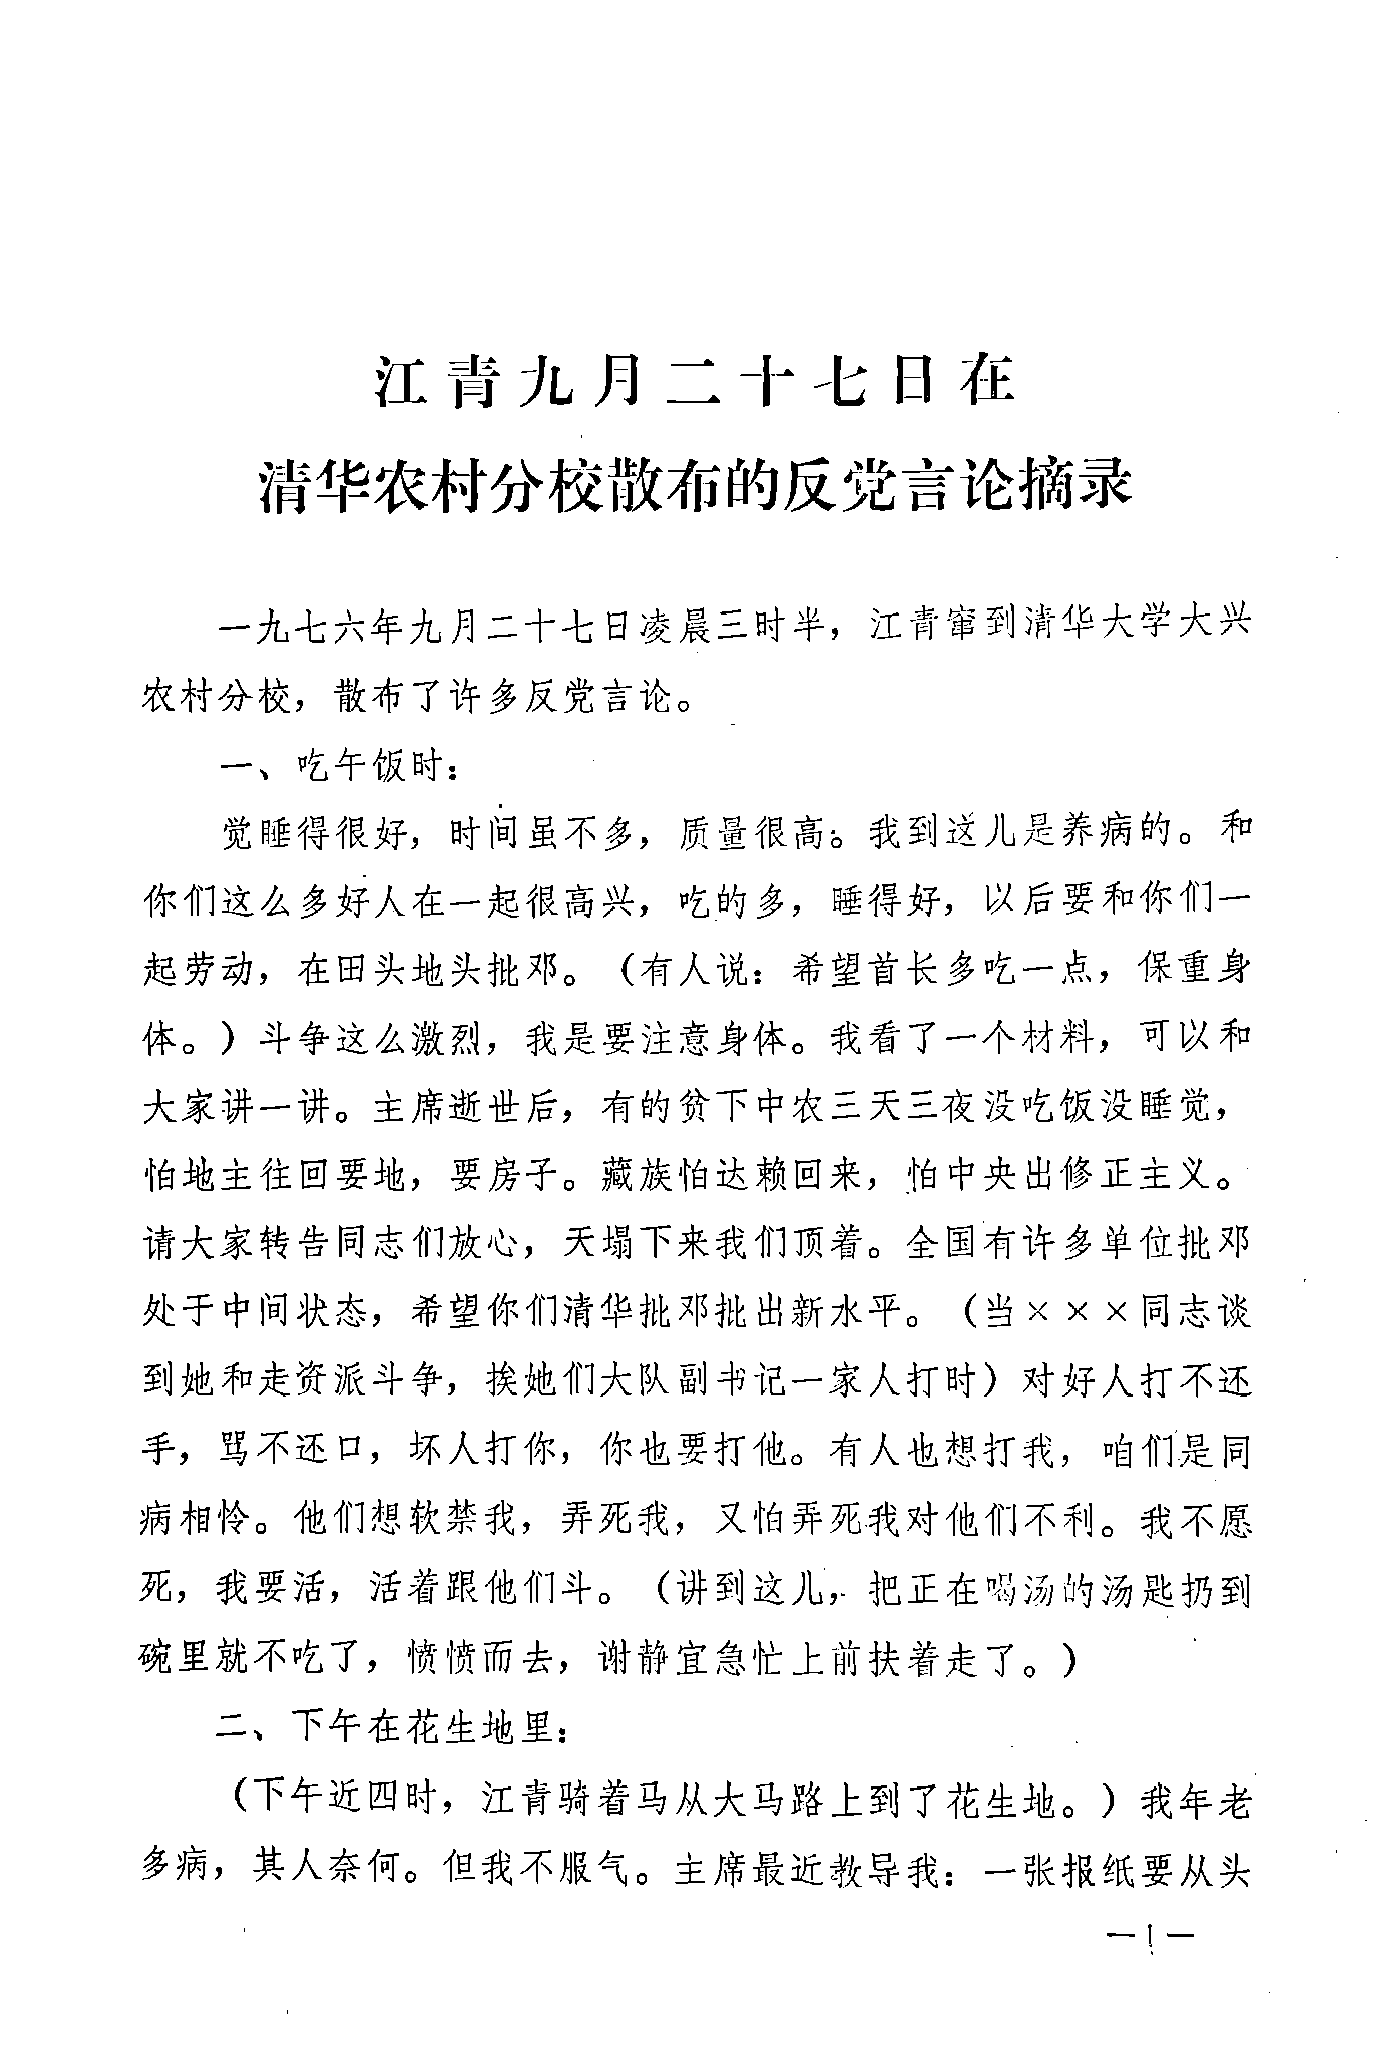 江青九月二十七日在
清华农村分校散布的反党言论摘录
一九七六年九月二十七日凌晨三时半，江青窜到清华大学大兴
农村分校，散布了许多反党言论。
一、吃午饭时：
觉睡得很好，时间虽不多，质量很高。我到这儿是养病的。和
你们这么多好人在一起很高兴，吃的多，睡得好，以后要和你们一
起劳动，在田头地头批邓。（有人说：希望首长多吃一点，保重身
体。）斗争这么激烈，我是要注意身体。我看了一个材料，可以和
大家讲一讲。主席逝世后，有的贫下中农三天三夜没吃饭没睡觉，
怕地主往回要地，要房子。藏族怕达赖回来，怕中央出修正主义。
请大家转告同志们放心，天塌下来我们顶着。全国有许多单位批邓
处于中间状态，希望你们清华批邓批出新水平。（当×××同志谈
到她和走资派斗争，挨她们大队副书记一家人打时）对好人打不还
手，骂不还口，坏人打你，你也要打他。有人也想打我，咱们是同
病相怜。他们想软禁我，弄死我，又怕弄死我对他们不利。我不愿
死，我要活，活着跟他们斗。（讲到这儿，把正在喝汤的汤匙扔到
碗里就不吃了，愤愤而去，谢静宜急忙上前扶着走了。）
二、下午在花生地里：
（下午近四时，江青骑着马从大马路上到了花生地。）我年老
多病，其人奈何。但我不服气。主席最近教导我：一张报纸要从头
—1—